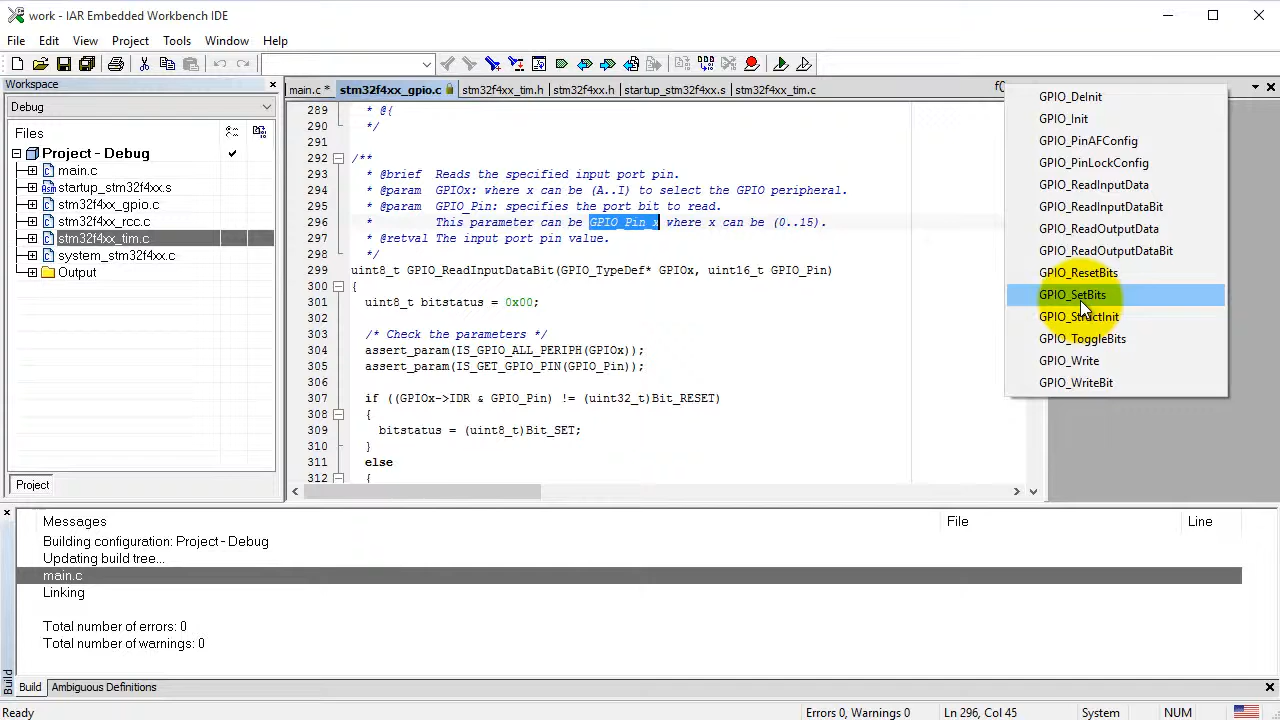 work - IAR Embedded Workbench IDE
File Edit View Project Tools Window Help
Workspace
Debug
Files
Project - Debug
main.c
startup_stm32f4xx.s
stm32f4xx_gpio.c
stm32f4xx_rcc.c
stm32f4xx_tim.c
system_stm32f4xx.c
Output
Project
main.c * stm32f4xx_gpio.c stm32f4xx_tim.h stm32f4xx.h startup_stm32f4xx.s stm32f4xx_tim.c f()
289 * @{
290 */
291
292 /**
293 * @brief Reads the specified input port pin.
294 * @param GPIOx: where x can be (A..I) to select the GPIO peripheral.
295 * @param GPIO_Pin: specifies the port bit to read.
296 * This parameter can be GPIO_Pin_x where x can be (0..15).
297 * @retval The input port pin value.
298 */
299 uint8_t GPIO_ReadInputDataBit(GPIO_TypeDef* GPIOx, uint16_t GPIO_Pin)
300 {
301 uint8_t bitstatus = 0x00;
302
303 /* Check the parameters */
304 assert_param(IS_GPIO_ALL_PERIPH(GPIOx));
305 assert_param(IS_GET_GPIO_PIN(GPIO_Pin));
306
307 if ((GPIOx->IDR & GPIO_Pin) != (uint32_t)Bit_RESET)
308 {
309 bitstatus = (uint8_t)Bit_SET;
310 }
311 else
312 {
GPIO_DeInit
GPIO_Init
GPIO_PinAFConfig
GPIO_PinLockConfig
GPIO_ReadInputData
GPIO_ReadInputDataBit
GPIO_ReadOutputData
GPIO_ReadOutputDataBit
GPIO_ResetBits
GPIO_SetBits
GPIO_StructInit
GPIO_ToggleBits
GPIO_Write
GPIO_WriteBit
Messages File Line
Building configuration: Project - Debug
Updating build tree...
main.c
Linking
Total number of errors: 0
Total number of warnings: 0
Build
Build Ambiguous Definitions
Ready Errors 0, Warnings 0 Ln 296, Col 45 System NUM